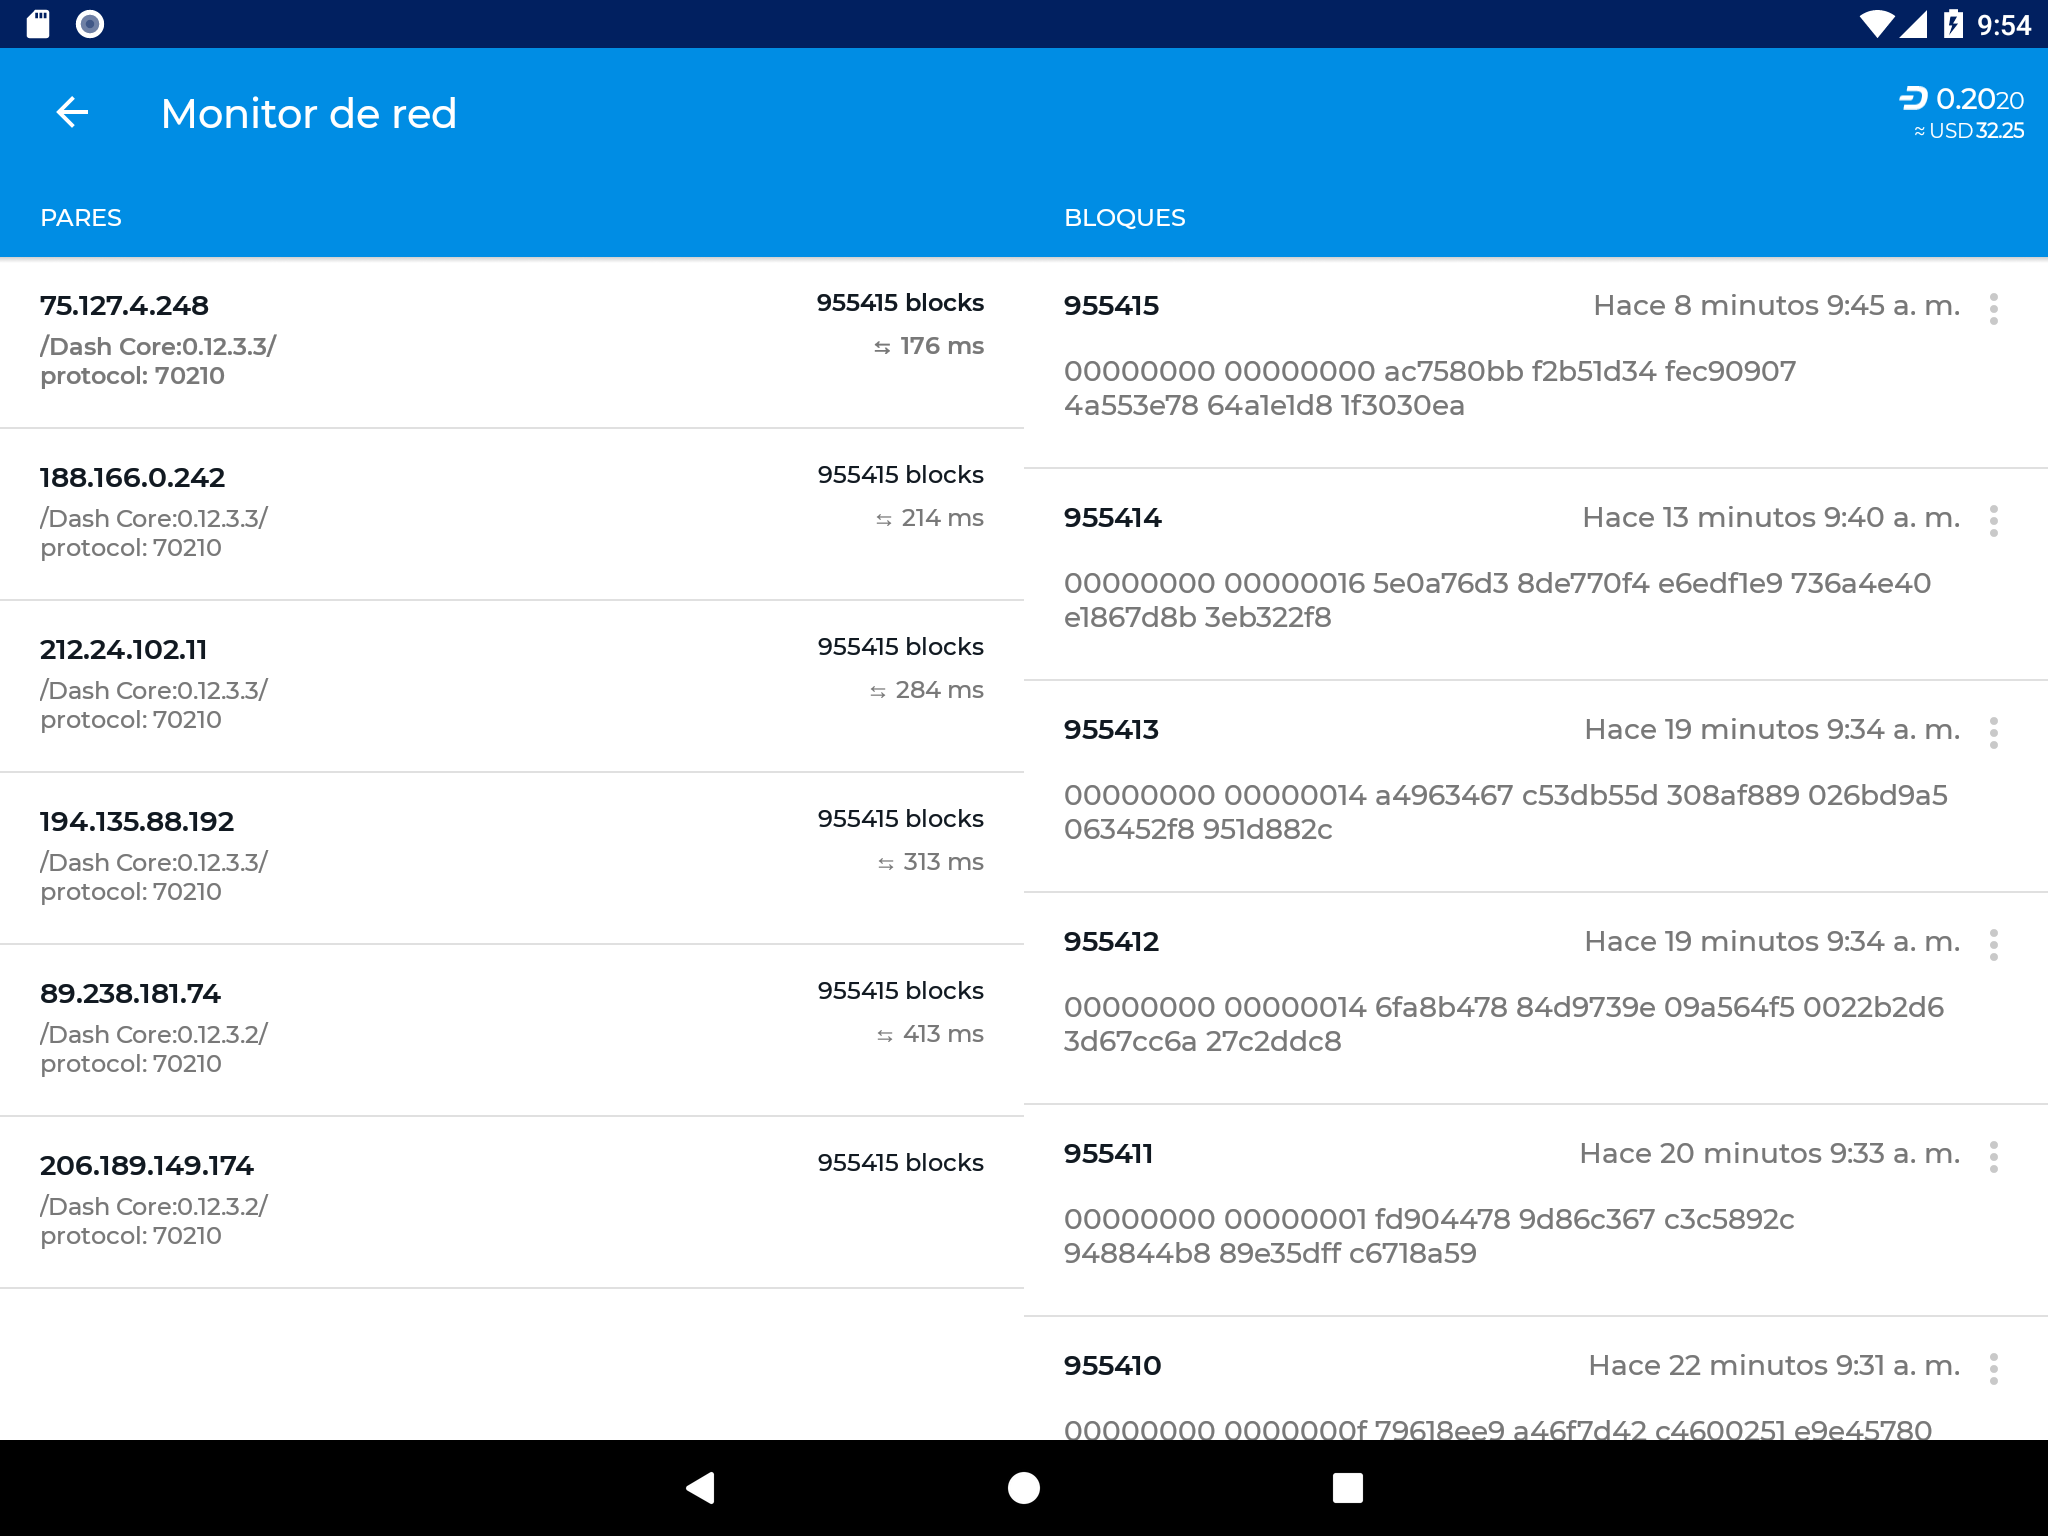 9:54
Monitor de red
0.2020
≈ USD 32.25
PARES
BLOQUES
75.127.4.248
955415 blocks
/Dash Core:0.12.3.3/
⇆ 176 ms
protocol: 70210
188.166.0.242
955415 blocks
/Dash Core:0.12.3.3/
⇆ 214 ms
protocol: 70210
212.24.102.11
955415 blocks
/Dash Core:0.12.3.3/
⇆ 284 ms
protocol: 70210
194.135.88.192
955415 blocks
/Dash Core:0.12.3.3/
⇆ 313 ms
protocol: 70210
89.238.181.74
955415 blocks
/Dash Core:0.12.3.2/
⇆ 413 ms
protocol: 70210
206.189.149.174
955415 blocks
/Dash Core:0.12.3.2/
protocol: 70210
955415
Hace 8 minutos 9:45 a. m.
00000000 00000000 ac7580bb f2b51d34 fec90907
4a553e78 64a1e1d8 1f3030ea
955414
Hace 13 minutos 9:40 a. m.
00000000 00000016 5e0a76d3 8de770f4 e6edf1e9 736a4e40
e1867d8b 3eb322f8
955413
Hace 19 minutos 9:34 a. m.
00000000 00000014 a4963467 c53db55d 308af889 026bd9a5
063452f8 951d882c
955412
Hace 19 minutos 9:34 a. m.
00000000 00000014 6fa8b478 84d9739e 09a564f5 0022b2d6
3d67cc6a 27c2ddc8
955411
Hace 20 minutos 9:33 a. m.
00000000 00000001 fd904478 9d86c367 c3c5892c
948844b8 89e35dff c6718a59
955410
Hace 22 minutos 9:31 a. m.
00000000 0000000f 79618ee9 a46f7d42 c4600251 e9e45780